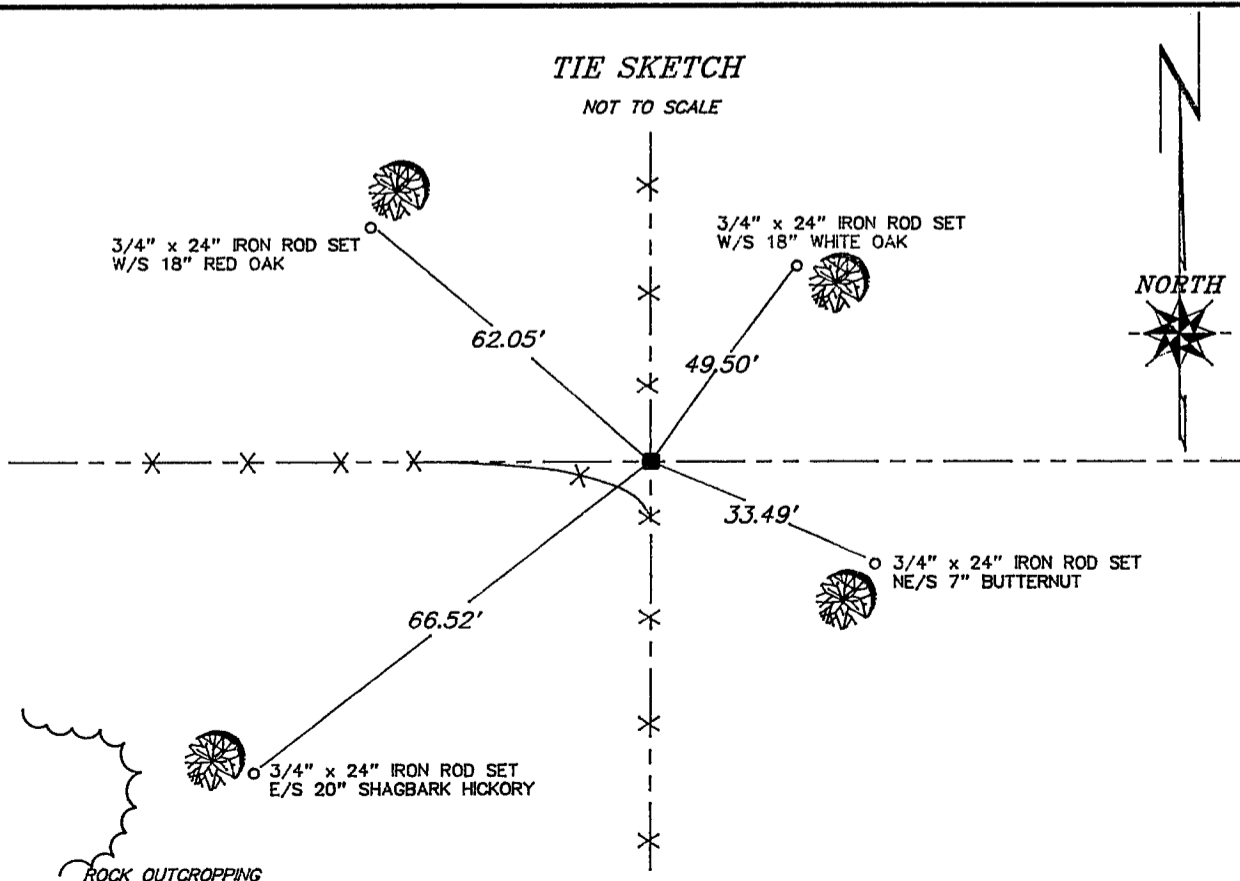 TIE SKETCH
NOT TO SCALE
3/4" x 24" IRON ROD SET
W/S 18" RED OAK
3/4" x 24" IRON ROD SET
W/S 18" WHITE OAK
N
NORTH
62.05'
49.50'
33.49'
3/4" x 24" IRON ROD SET
NE/S 7" BUTTERNUT
66.52'
3/4" x 24" IRON ROD SET
E/S 20" SHAGBARK HICKORY
ROCK OUTCROPPING